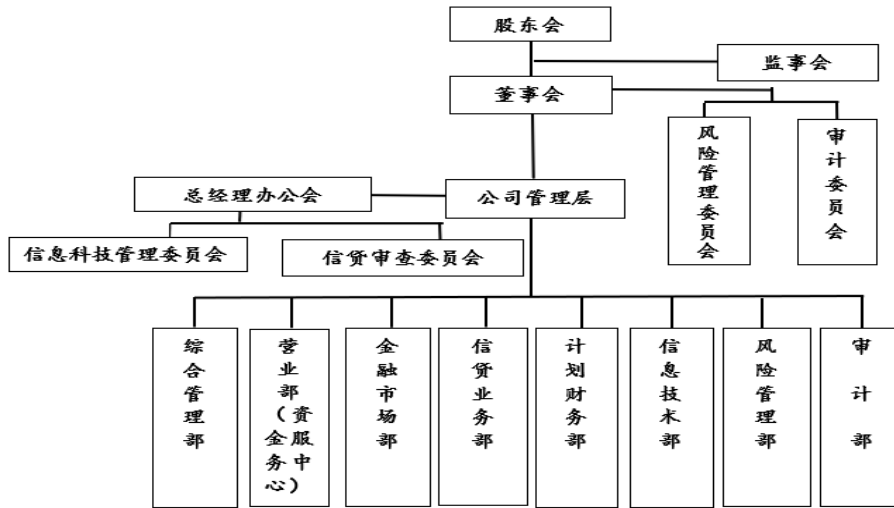 股东会
监事会
董事会
风险管理委员会
审计委员会
总经理办公会
公司管理层
信息科技管理委员会
信贷审查委员会
综合管理部
营业部(资金服务中心)
金融市场部
信贷业务部
计划财务部
信息技术部
风险管理部
审计部